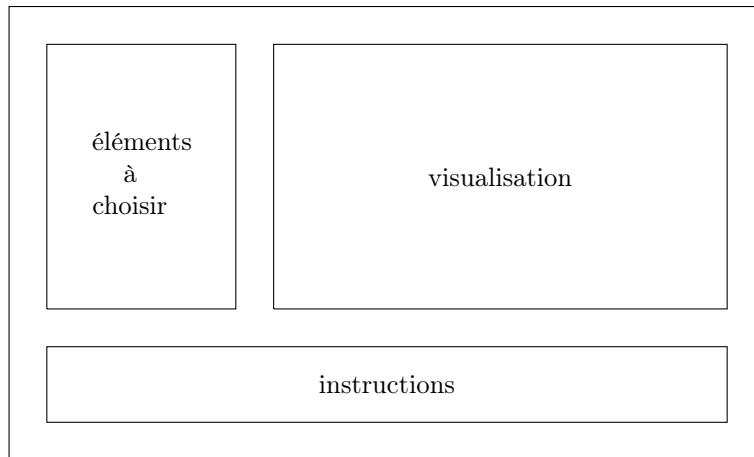 éléments
à
choisir
visualisation
instructions